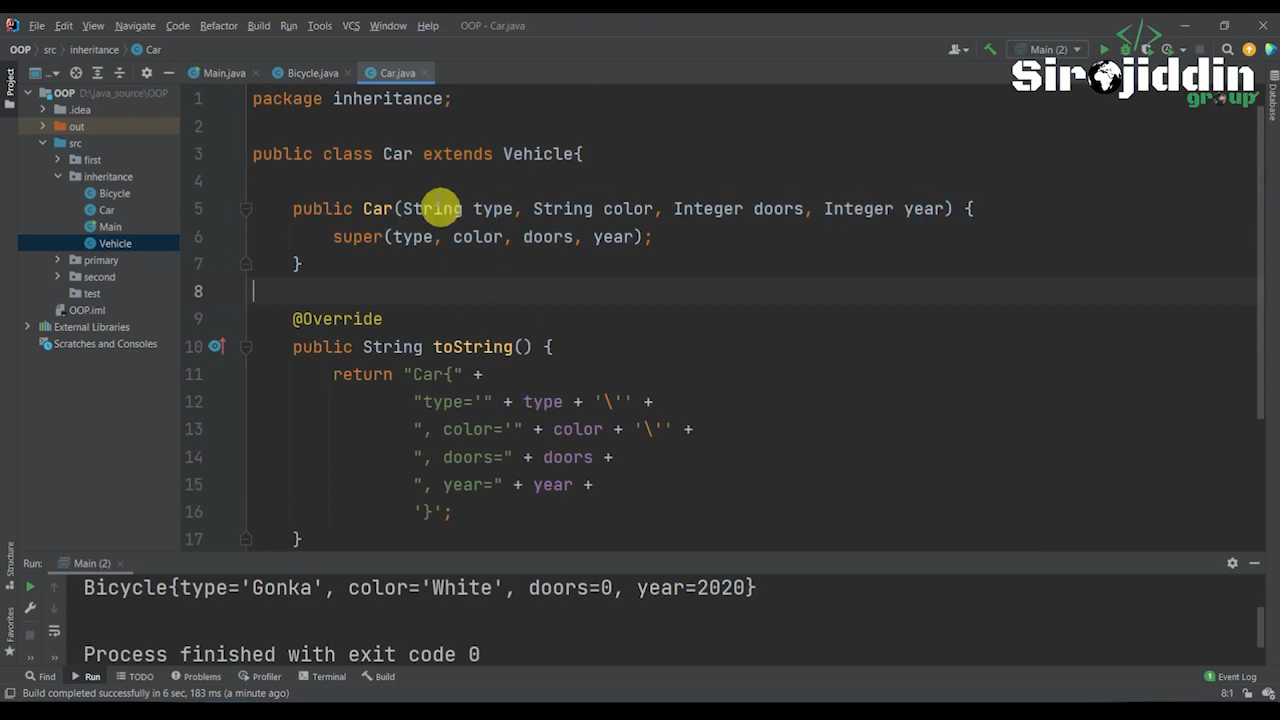 File Edit View Navigate Code Refactor Build Run Tools VCS Window Help OOP - Car.java
OOP src inheritance Car Main (2)
Sirojiddin
group
Project ... Main.java Bicycle.java Car.java
Database
OOP D:\java_source\OOP
.idea
out
src
first
inheritance
Bicycle
Car
Main
Vehicle
primary
second
test
OOP.iml
External Libraries
Scratches and Consoles
1 package inheritance;
2
3 public class Car extends Vehicle{
4
5 public Car(String type, String color, Integer doors, Integer year) {
6 super(type, color, doors, year);
7 }
8
9 @Override
10 public String toString() {
11 return "Car{" +
12 "type='" + type + '\'' +
13 ", color='" + color + '\'' +
14 ", doors=" + doors +
15 ", year=" + year +
16 '}';
17 }
Structure
Favorites
Run: Main (2)
Bicycle{type='Gonka', color='White', doors=0, year=2020}
Process finished with exit code 0
Find Run TODO Problems Profiler Terminal Build 1 Event Log
Build completed successfully in 6 sec, 183 ms (a minute ago) 8:1